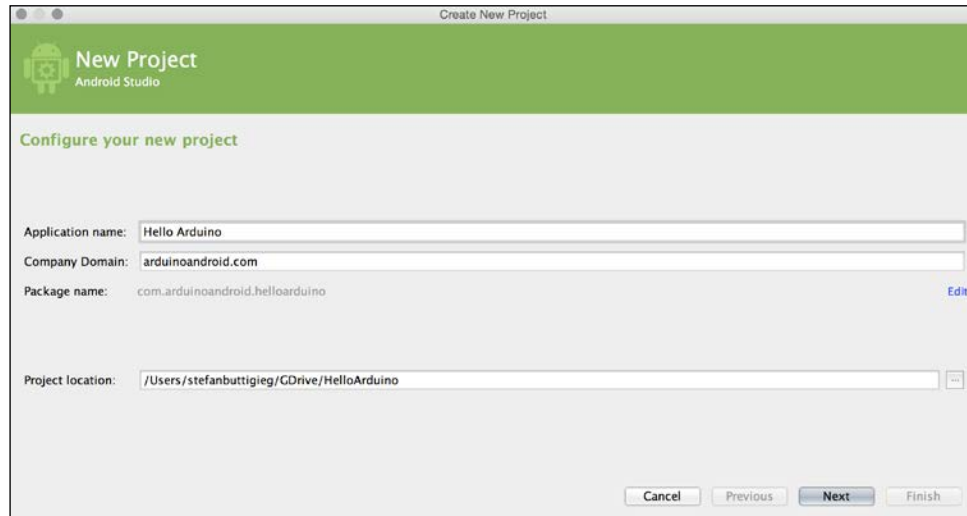 Create New Project
New Project
Android Studio
Configure your new project
Application name: Hello Arduino
Company Domain: arduinoandroid.com
Package name: com.arduinoandroid.helloarduino Edit
Project location: /Users/stefanbuttigieg/GDrive/HelloArduino ...
Cancel Previous Next Finish